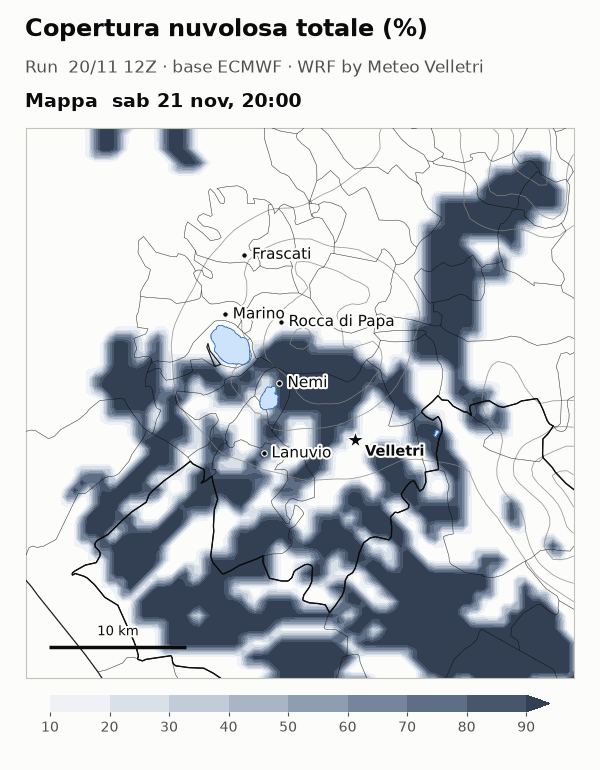 Copertura nuvolosa totale (%)
Run  20/11 12Z · base ECMWF · WRF by Meteo Velletri
Mappa  sab 21 nov, 20:00
Frascati
Marino
Rocca di Papa
Nemi
Velletri
Lanuvio
10 km
10 20 30 40 50 60 70 80 90